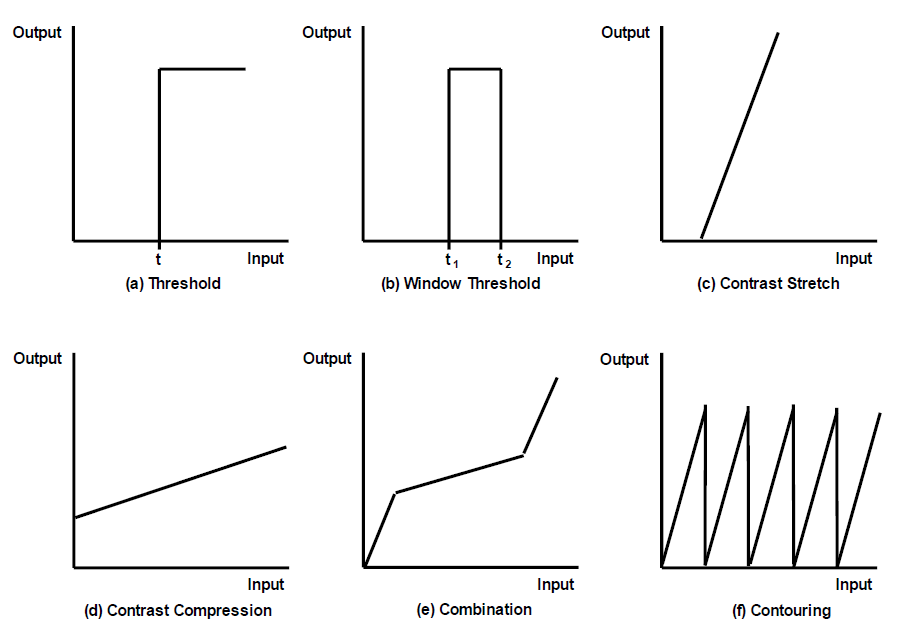 Output
t
Input
(a) Threshold
Output
t1
t2
Input
(b) Window Threshold
Output
Input
(c) Contrast Stretch
Output
Input
(d) Contrast Compression
Output
Input
(e) Combination
Output
Input
(f) Contouring